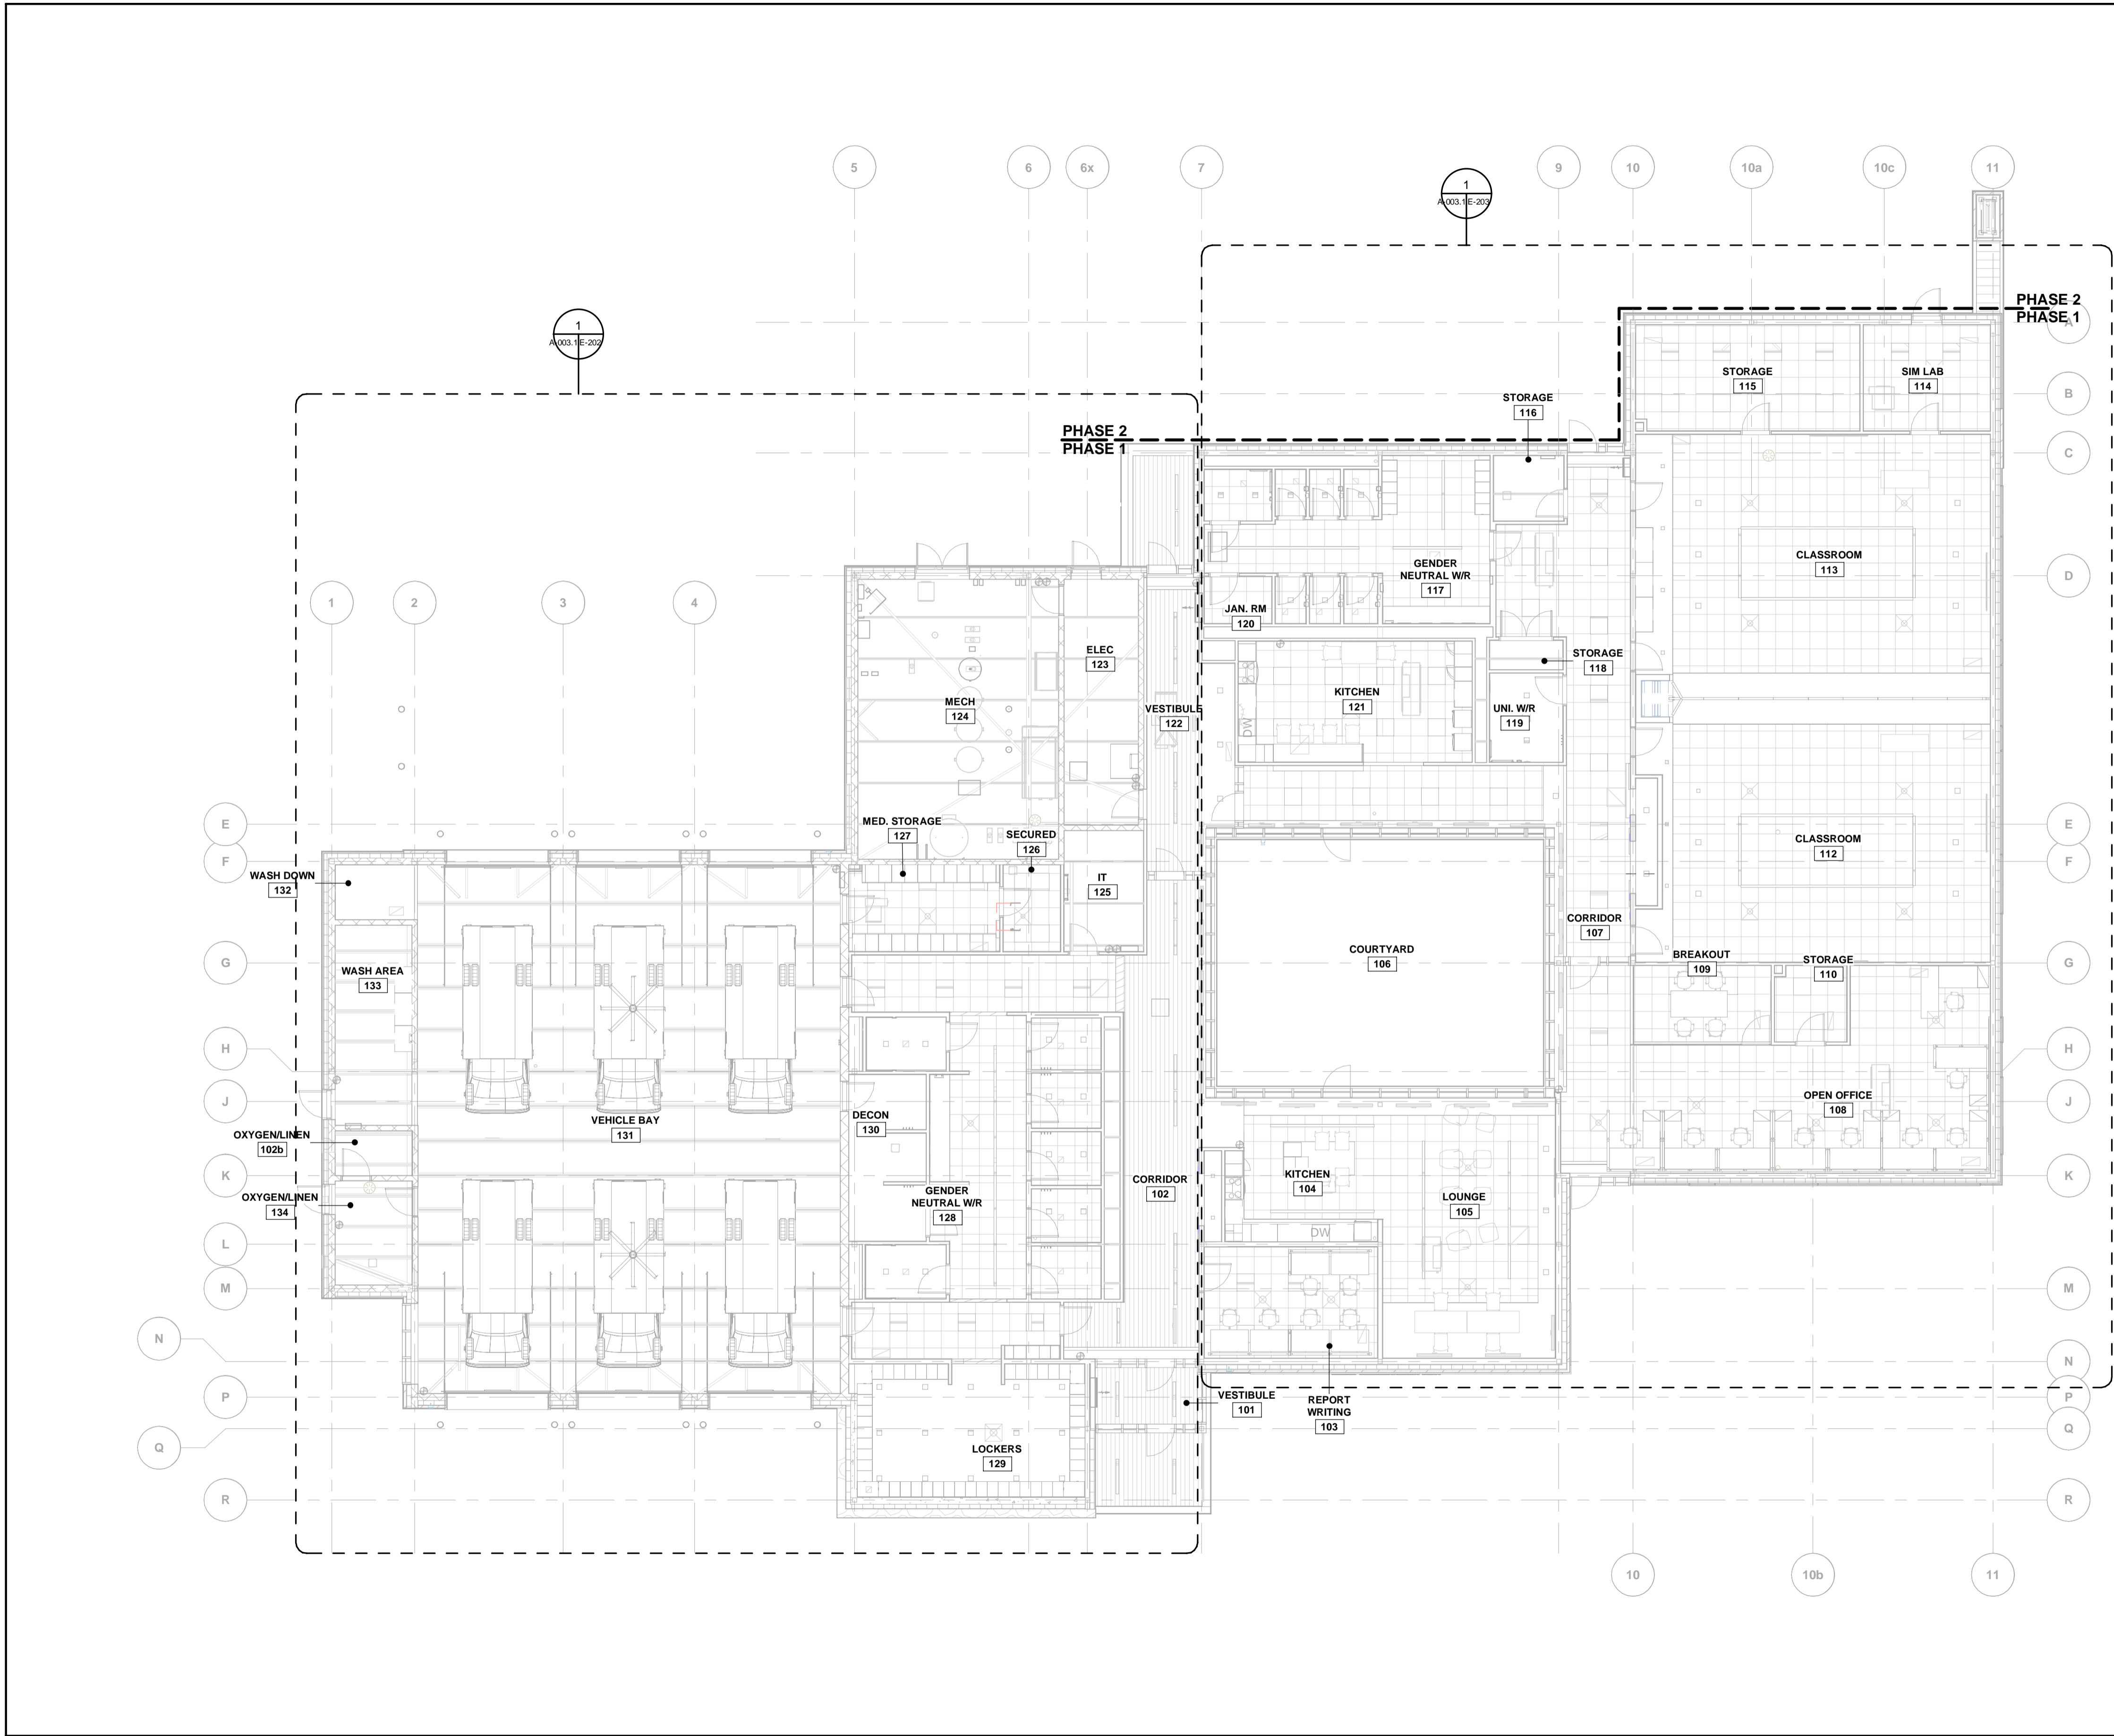 5
6
6x
7
9
10
10a
10c
11
1
A-003.1E-203
1
A-003.1E-202
PHASE 2
PHASE 1
A
STORAGE
115
SIM LAB
114
B
STORAGE
116
PHASE 2
PHASE 1
C
CLASSROOM
113
GENDER
NEUTRAL W/R
117
D
1
2
3
4
JAN. RM
120
ELEC
123
STORAGE
118
KITCHEN
121
MECH
124
VESTIBULE
122
UNI. W/R
119
DW
E
MED. STORAGE
127
SECURED
126
CLASSROOM
112
E
F
F
WASH DOWN
132
IT
125
CORRIDOR
107
COURTYARD
106
BREAKOUT
109
STORAGE
110
G
G
WASH AREA
133
H
H
OPEN OFFICE
108
J
J
DECON
130
VEHICLE BAY
131
OXYGEN/LINEN
102b
K
K
KITCHEN
104
CORRIDOR
102
OXYGEN/LINEN
134
GENDER
NEUTRAL W/R
128
LOUNGE
105
DW
L
M
M
N
N
P
P
VESTIBULE
101
REPORT
WRITING
103
Q
Q
LOCKERS
129
R
R
10
10b
11